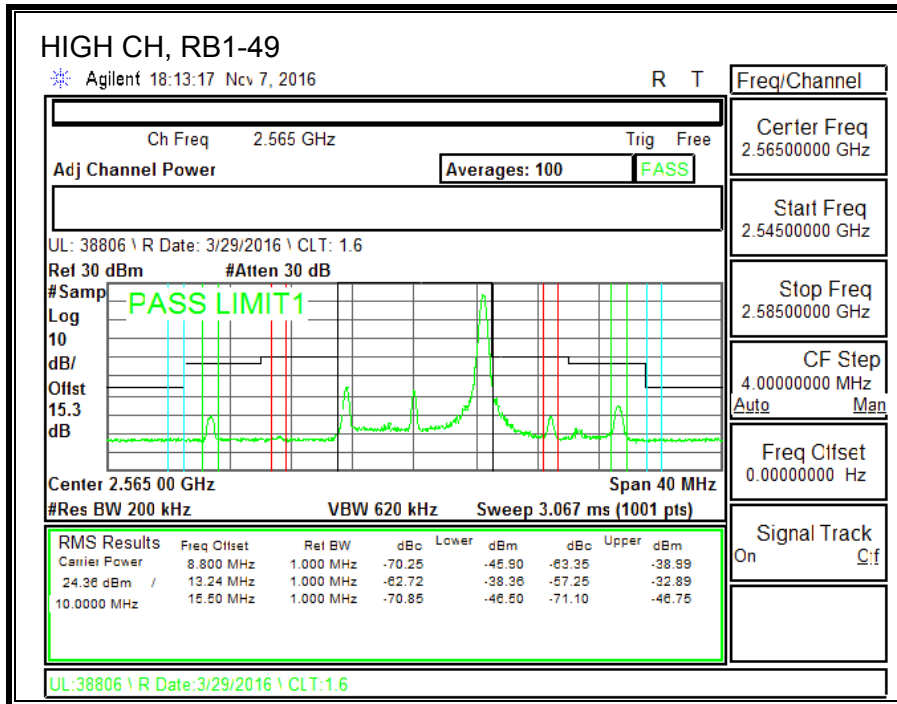 HIGH CH, RB1-49
Agilent 18:13:17 Nov 7, 2016 R T
Freq/Channel
Ch Freq 2.565 GHz Trig Free
Adj Channel Power Averages: 100 PASS
UL: 38806 \ R Date: 3/29/2016 \ CLT: 1.6
Ref 30 dBm #Atten 30 dB
#Samp
Log
10
dB/
Offst
15.3
dB
PASS LIMIT1
Center 2.565 00 GHz Span 40 MHz
#Res BW 200 kHz VBW 620 kHz Sweep 3.067 ms (1001 pts)
RMS Results Freq Offset Ref BW dBc Lower dBm dBc Upper dBm
Carrier Power 8.800 MHz 1.000 MHz -70.25 -45.90 -63.35 -38.99
24.36 dBm / 13.24 MHz 1.000 MHz -62.72 -38.36 -57.25 -32.89
10.0000 MHz 15.50 MHz 1.000 MHz -70.85 -46.50 -71.10 -46.75
UL:38806 \ R Date:3/29/2016 \ CLT:1.6
Center Freq
2.56500000 GHz
Start Freq
2.54500000 GHz
Stop Freq
2.58500000 GHz
CF Step
4.00000000 MHz
Auto Man
Freq Offset
0.00000000 Hz
Signal Track
On Off